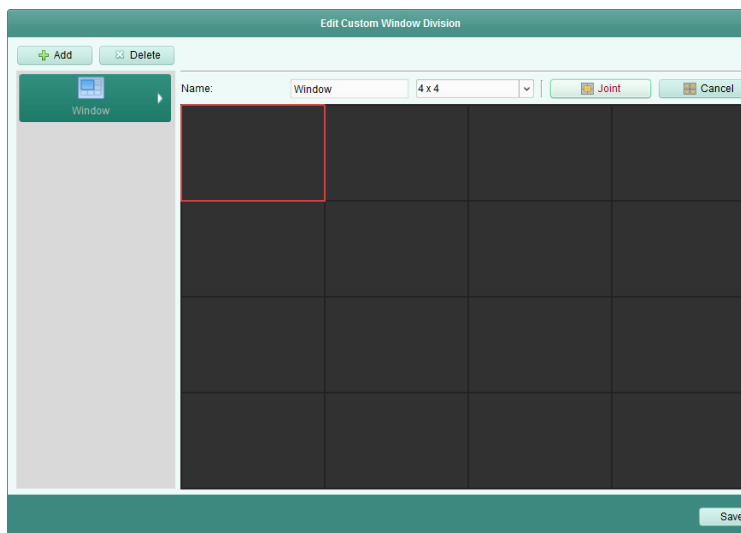 Edit Custom Window Division
Add Delete
Window
Name: Window 4 x 4 Joint Cancel
Save